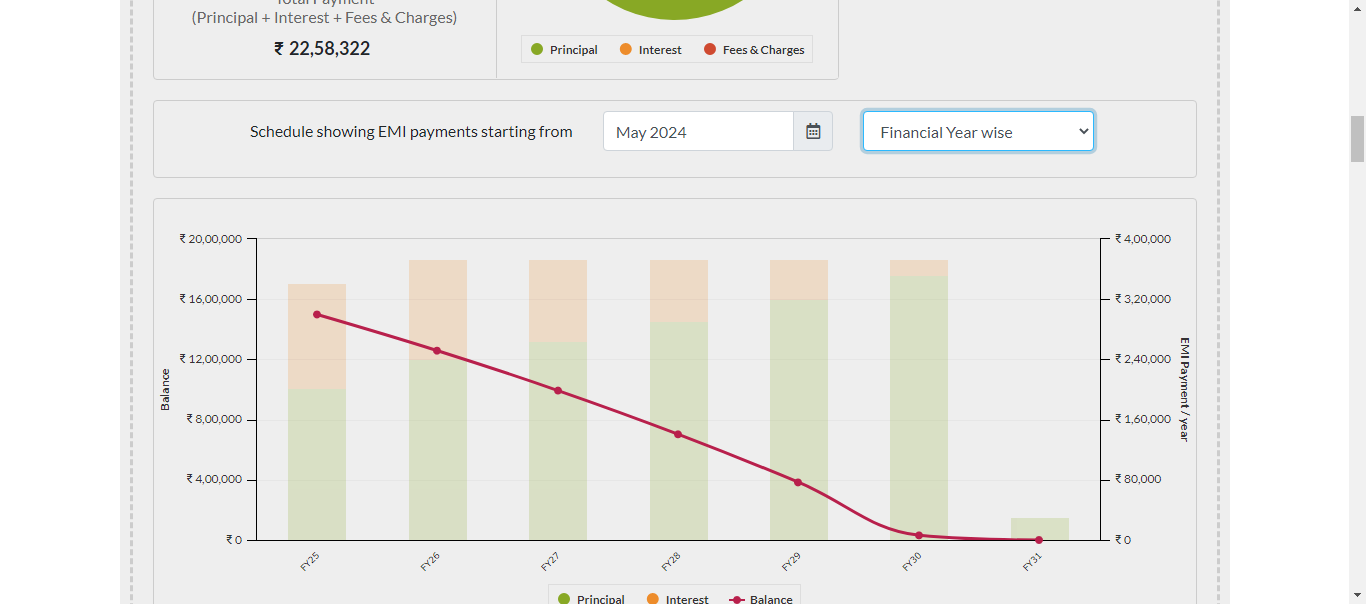 Total Payment
(Principal + Interest + Fees & Charges)
₹ 22,58,322
Principal Interest Fees & Charges
Schedule showing EMI payments starting from May 2024 Financial Year wise
₹ 20,00,000
₹ 16,00,000
₹ 12,00,000
₹ 8,00,000
₹ 4,00,000
₹ 0
Balance
₹ 4,00,000
₹ 3,20,000
₹ 2,40,000
₹ 1,60,000
₹ 80,000
₹ 0
EMI Payment / year
FY25 FY26 FY27 FY28 FY29 FY30 FY31
Principal Interest Balance